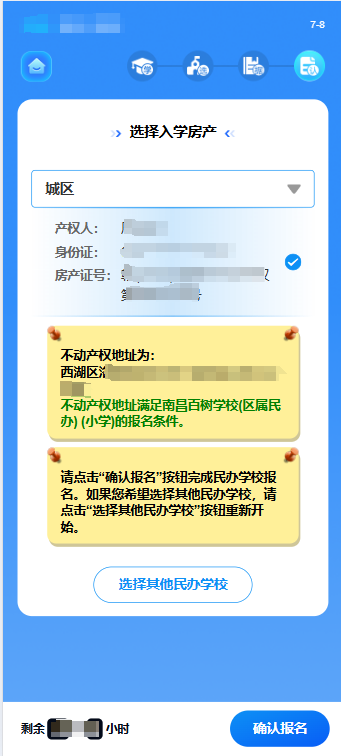 7-8
选择入学房产
城区
产权人：
身份证：
房产证号：
第
号
不动产权地址为：
西湖区
不动产权地址满足南昌百树学校(区属民
办) (小学)的报名条件。
请点击“确认报名”按钮完成民办学校报
名。如果您希望选择其他民办学校，请
点击“选择其他民办学校”按钮重新开
始。
选择其他民办学校
剩余 小时
确认报名